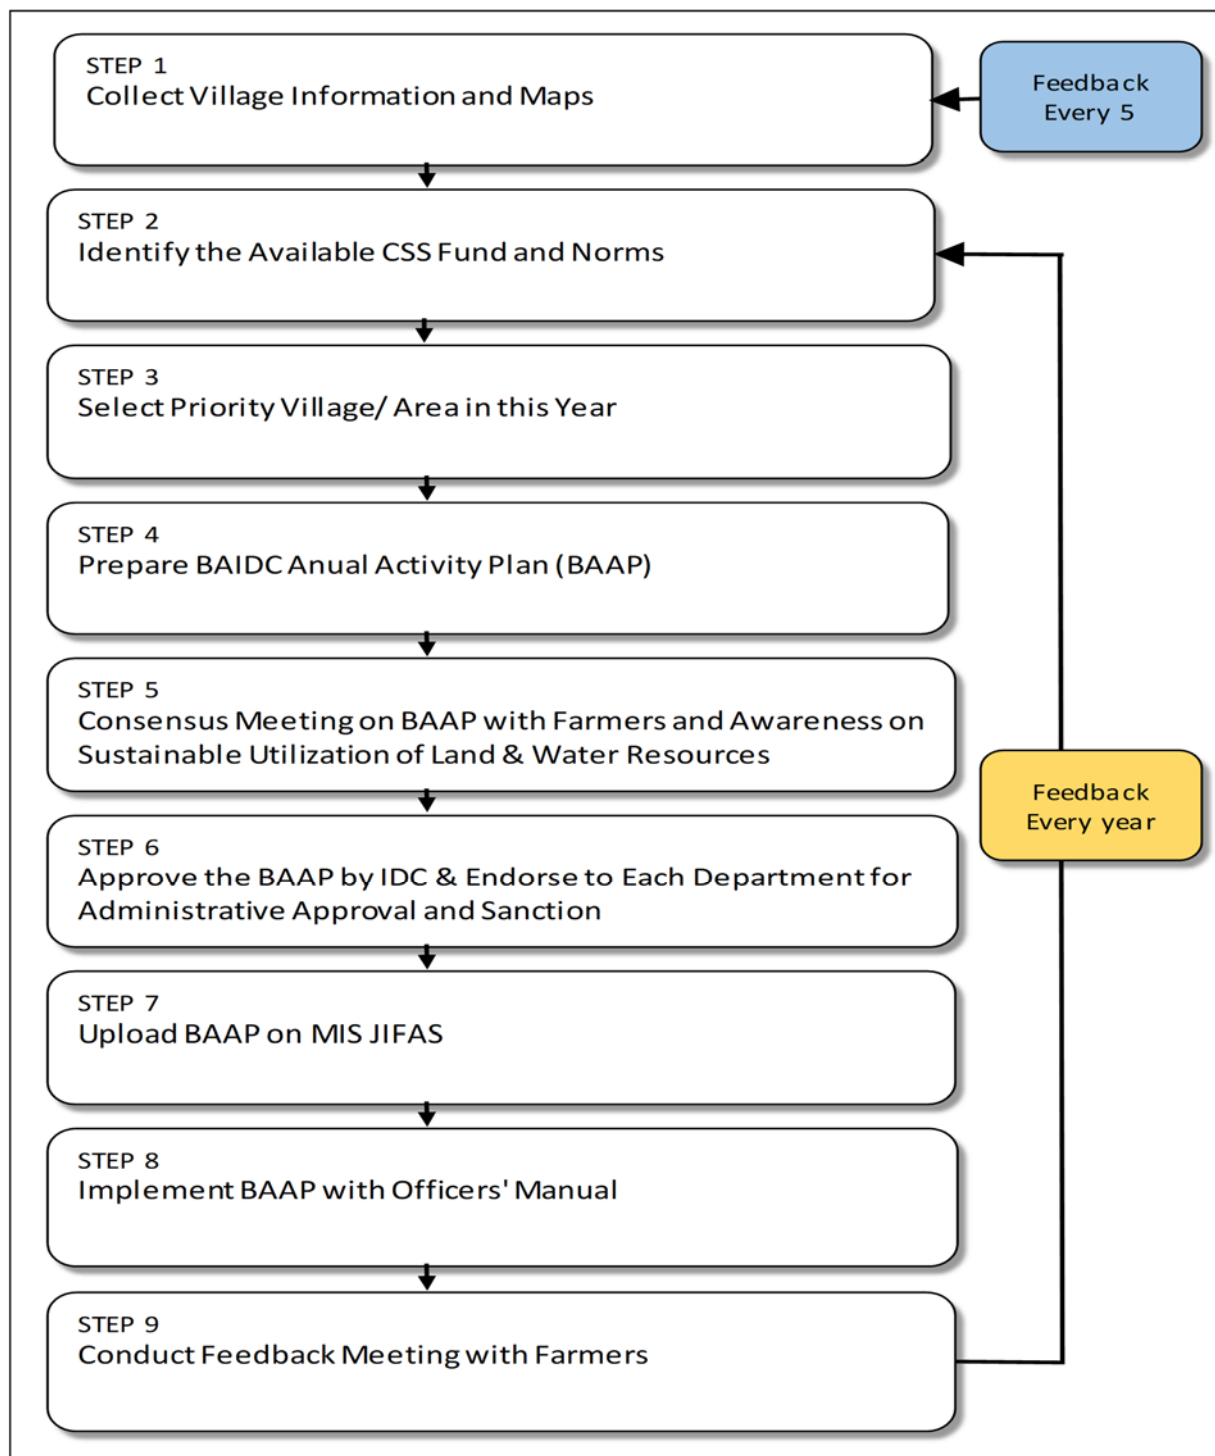 STEP 1
Collect Village Information and Maps
Feedback
Every 5
STEP 2
Identify the Available CSS Fund and Norms
STEP 3
Select Priority Village/ Area in this Year
STEP 4
Prepare BAIDC Anual Activity Plan (BAAP)
STEP 5
Consensus Meeting on BAAP with Farmers and Awareness on
Sustainable Utilization of Land & Water Resources
Feedback
Every year
STEP 6
Approve the BAAP by IDC & Endorse to Each Department for
Administrative Approval and Sanction
STEP 7
Upload BAAP on MIS JIFAS
STEP 8
Implement BAAP with Officers' Manual
STEP 9
Conduct Feedback Meeting with Farmers